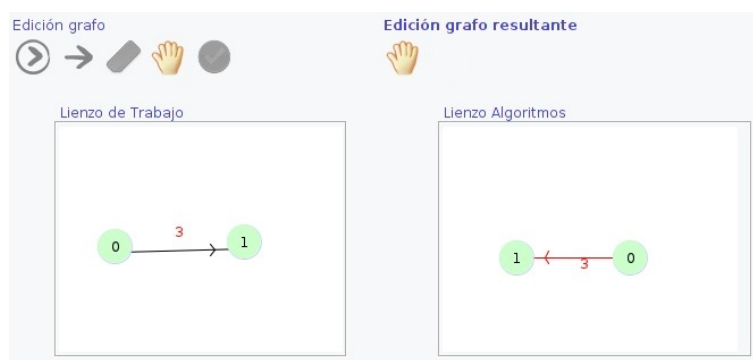 Edición grafo
Edición grafo resultante
Lienzo de Trabajo
Lienzo Algoritmos
0
3
1
1
3
0